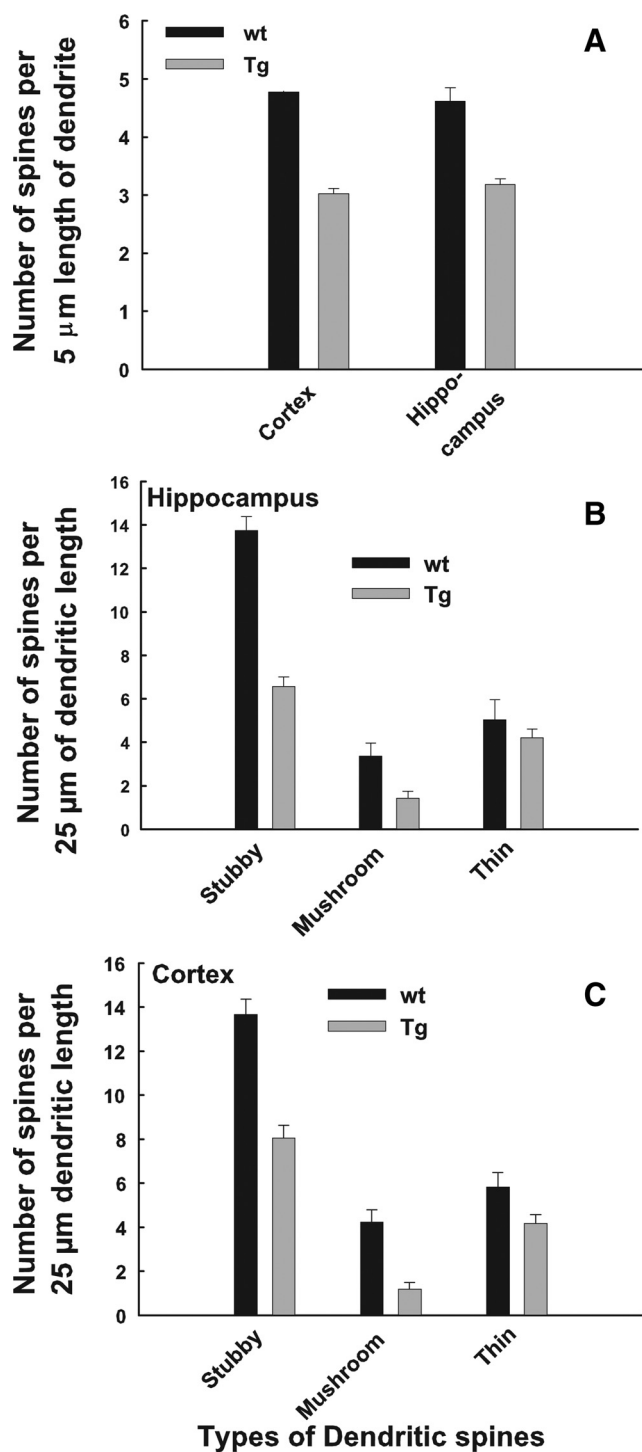 Number of spines per
5 μm length of dendrite
6
5
4
3
2
1
0
wt
Tg
A
Cortex
Hippo-
campus
Number of spines per
25 μm of dendritic length
16
14
12
10
8
6
4
2
0
Hippocampus
B
wt
Tg
Stubby
Mushroom
Thin
Number of spines per
25 μm dendritic length
16
14
12
10
8
6
4
2
0
Cortex
C
wt
Tg
Stubby
Mushroom
Thin
Types of Dendritic spines